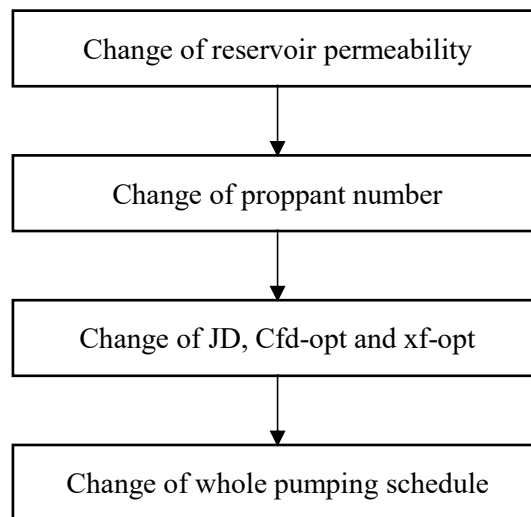 Change of reservoir permeability
Change of proppant number
Change of JD, Cfd-opt and xf-opt
Change of whole pumping schedule